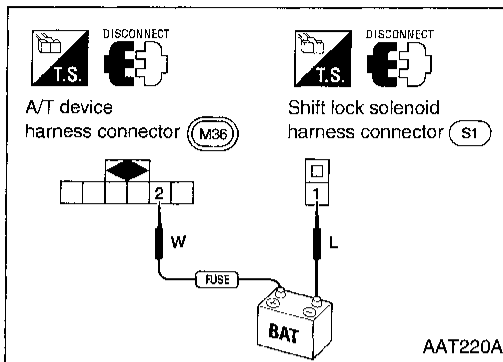 DISCONNECT
T.S.
A/T device
harness connector M36
DISCONNECT
T.S.
Shift lock solenoid
harness connector S1
2
1
W
L
FUSE
BAT
AAT220A